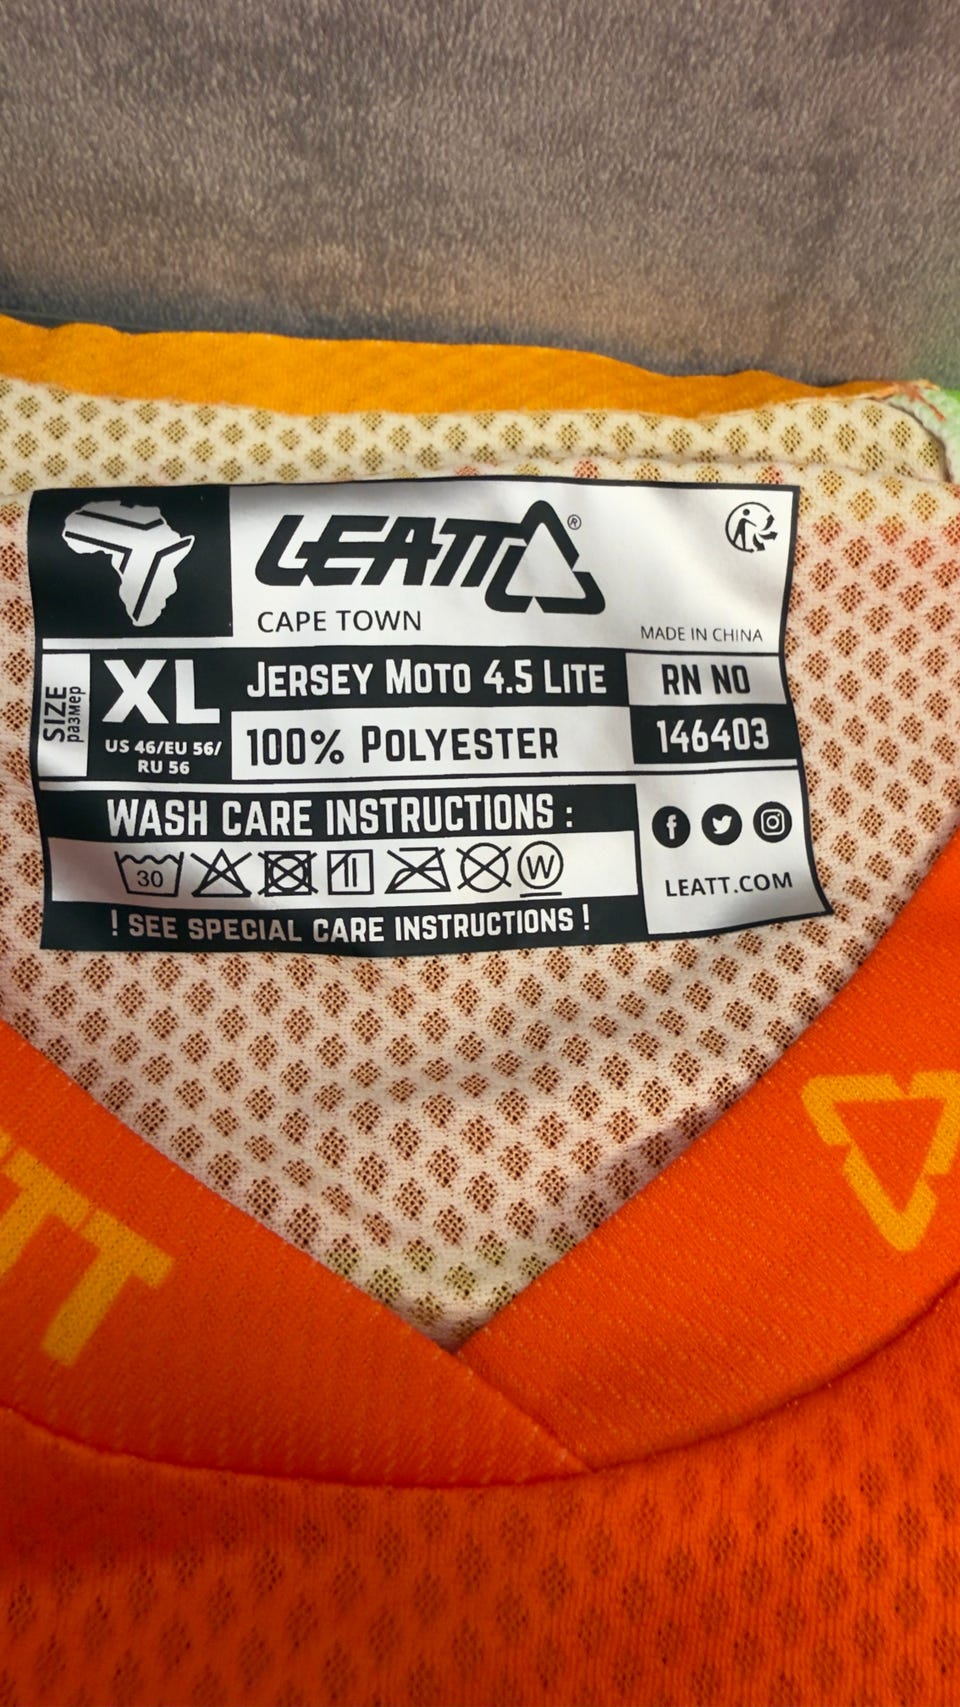 LEATT®
CAPE TOWN
MADE IN CHINA
SIZE
размер
XL
US 46/EU 56/
RU 56
JERSEY MOTO 4.5 LITE
100% POLYESTER
RN NO
146403
WASH CARE INSTRUCTIONS :
30
W
! SEE SPECIAL CARE INSTRUCTIONS !
LEATT.COM
TT